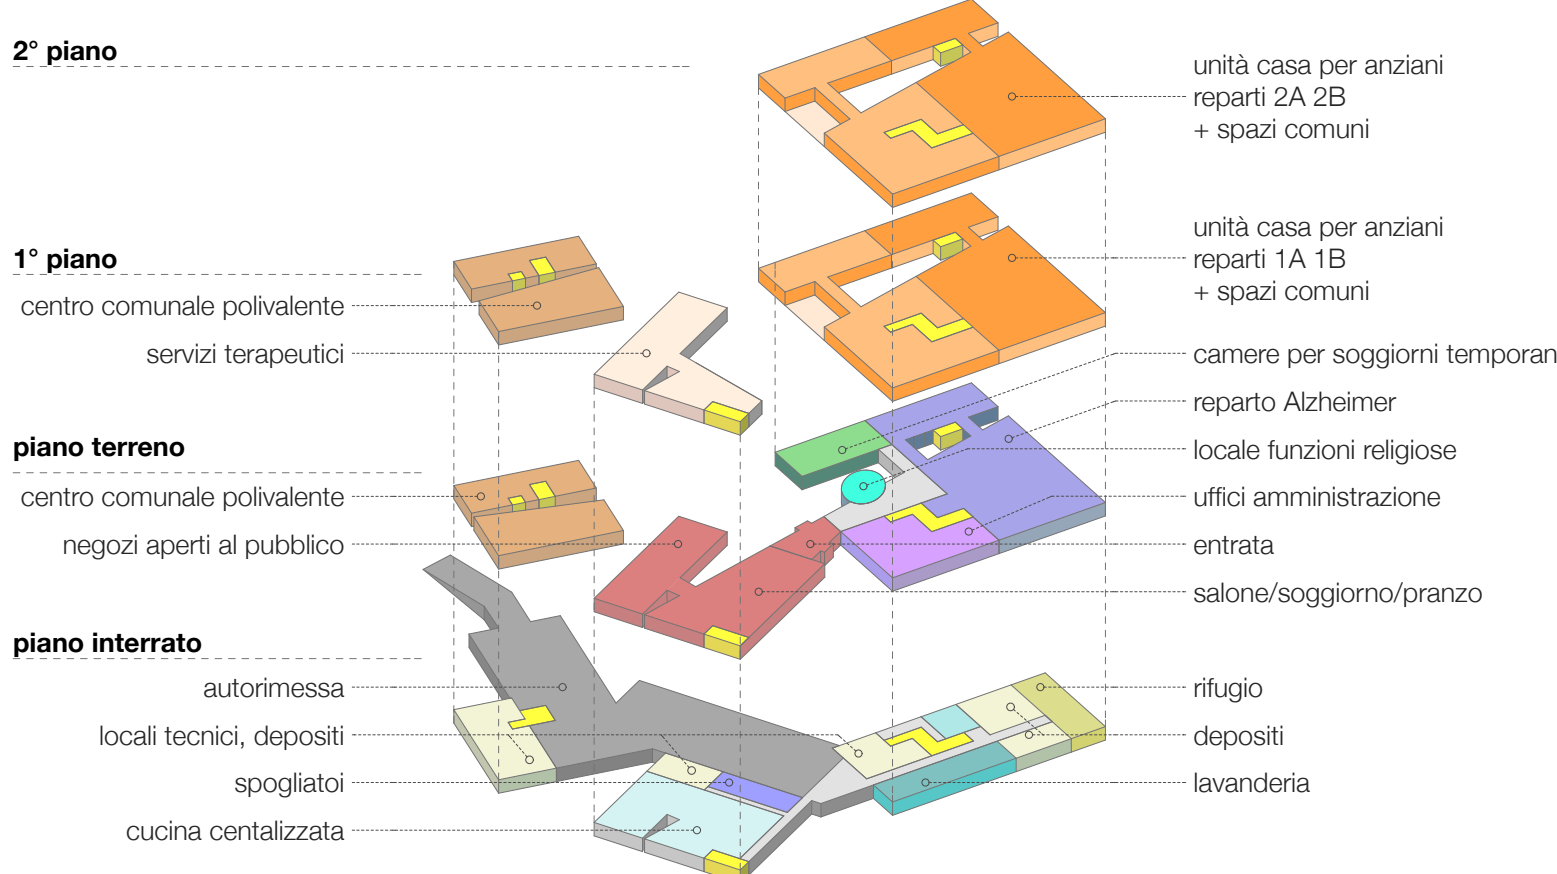 2° piano
unità casa per anziani
reparti 2A 2B
+ spazi comuni
1° piano
centro comunale polivalente
servizi terapeutici
unità casa per anziani
reparti 1A 1B
+ spazi comuni
camere per soggiorni temporan
reparto Alzheimer
piano terreno
centro comunale polivalente
negozi aperti al pubblico
locale funzioni religiose
uffici amministrazione
entrata
salone/soggiorno/pranzo
piano interrato
autorimessa
locali tecnici, depositi
spogliatoi
cucina centalizzata
rifugio
depositi
lavanderia